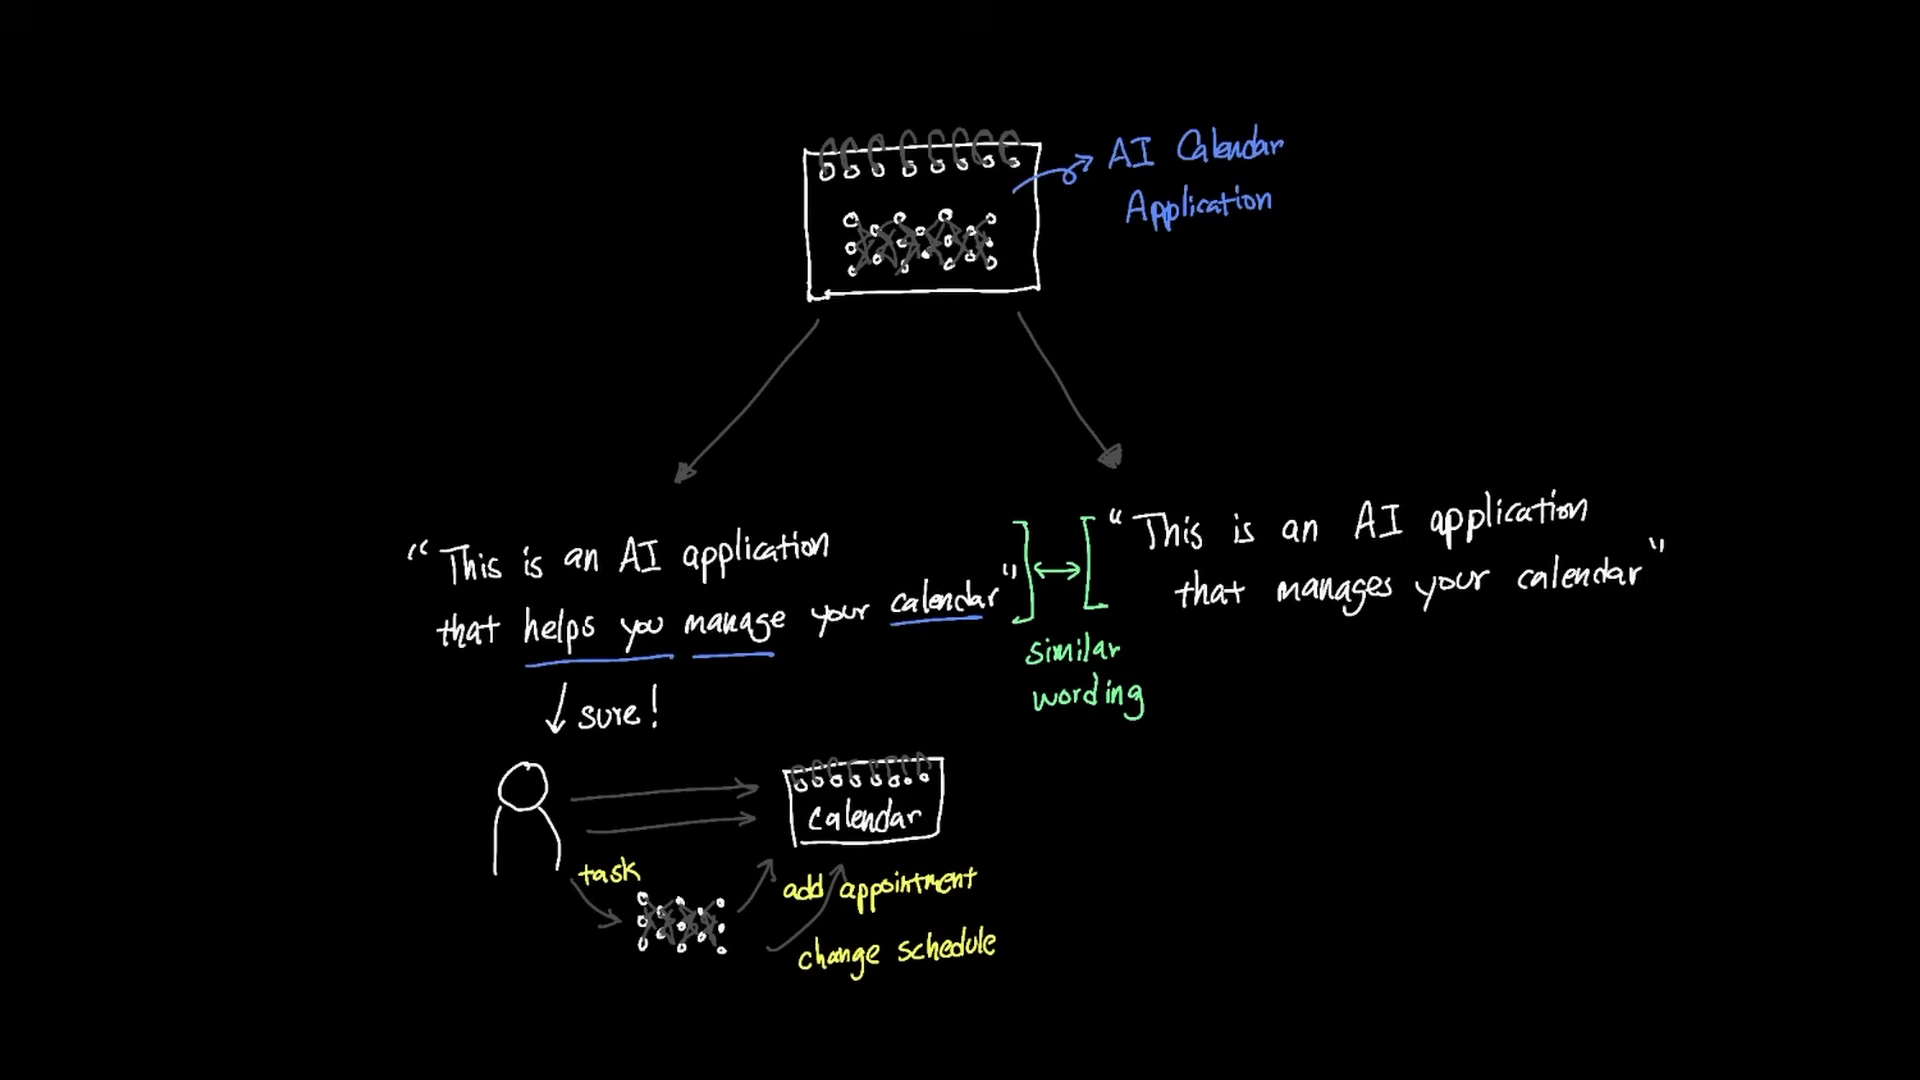 AI Calendar
Application
"This is an AI application
that helps you manage your calendar"
"This is an AI application
that manages your calendar"
similar
wording
sure!
calendar
task
add appointment
change schedule